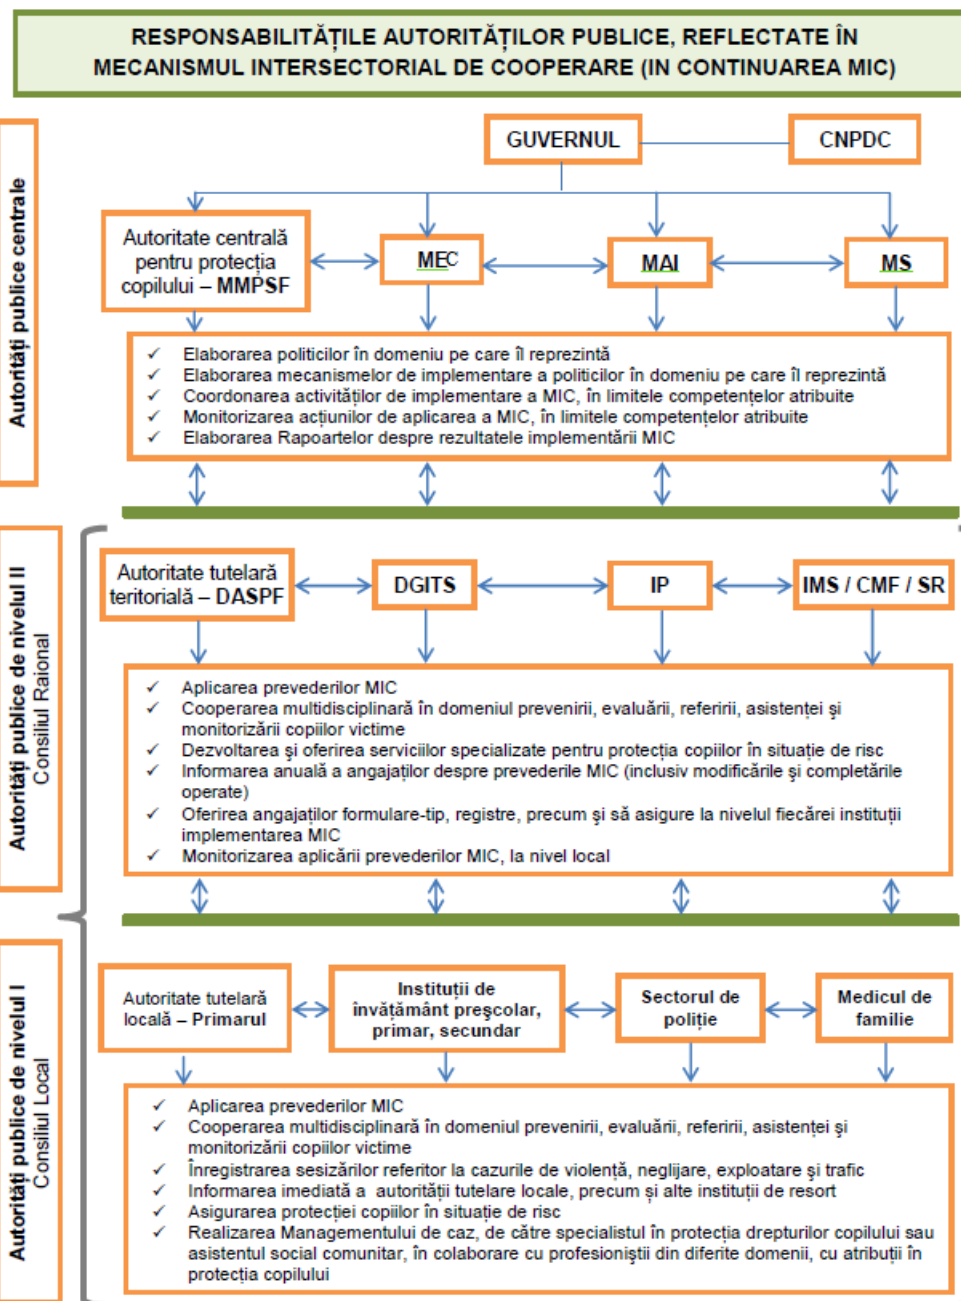 RESPONSABILITĂȚILE AUTORITĂȚILOR PUBLICE, REFLECTATE ÎN
MECANISMUL INTERSECTORIAL DE COOPERARE (IN CONTINUAREA MIC)
Autorități publice centrale
GUVERNUL
CNPDC
Autoritate centrală
pentru protecția
copilului – MMPSF
MEC
MAI
MS
✓ Elaborarea politicilor în domeniu pe care îl reprezintă
✓ Elaborarea mecanismelor de implementare a politicilor în domeniu pe care îl reprezintă
✓ Coordonarea activităților de implementare a MIC, în limitele competențelor atribuite
✓ Monitorizarea acțiunilor de aplicarea a MIC, în limitele competențelor atribuite
✓ Elaborarea Rapoartelor despre rezultatele implementării MIC
Autorități publice de nivelul II
Consiliul Raional
Autoritate tutelară
teritorială – DASPF
DGITS
IP
IMS / CMF / SR
✓ Aplicarea prevederilor MIC
✓ Cooperarea multidisciplinară în domeniul prevenirii, evaluării, referirii, asistenței şi
monitorizării copiilor victime
✓ Dezvoltarea şi oferirea serviciilor specializate pentru protecția copiilor în situație de risc
✓ Informarea anuală a angajaților despre prevederile MIC (inclusiv modificările şi completările
operate)
✓ Oferirea angajaților formulare-tip, registre, precum şi să asigure la nivelul fiecărei instituții
implementarea MIC
✓ Monitorizarea aplicării prevederilor MIC, la nivel local
Autorități publice de nivelul I
Consiliul Local
Autoritate tutelară
locală – Primarul
Instituții de
învățământ preşcolar,
primar, secundar
Sectorul de
poliție
Medicul de
familie
✓ Aplicarea prevederilor MIC
✓ Cooperarea multidisciplinară în domeniul prevenirii, evaluării, referirii, asistenței şi
monitorizării copiilor victime
✓ Înregistrarea sesizărilor referitor la cazurile de violență, neglijare, exploatare şi trafic
✓ Informarea imediată a autorității tutelare locale, precum și alte instituții de resort
✓ Asigurarea protecției copiilor în situație de risc
✓ Realizarea Managementului de caz, de către specialistul în protecția drepturilor copilului sau
asistentul social comunitar, în colaborare cu profesioniştii din diferite domenii, cu atribuții în
protecția copilului